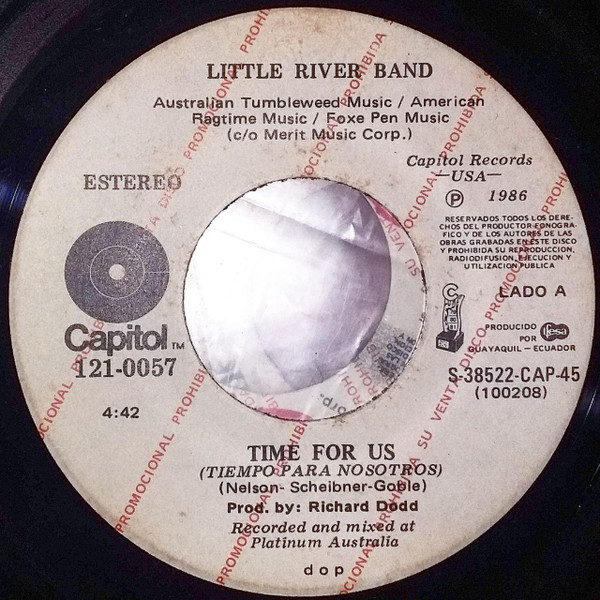 LITTLE RIVER BAND
Australian Tumbleweed Music / American
Ragtime Music / Foxe Pen Music
(c/o Merit Music Corp.)
Capitol Records
—USA—
Ⓟ 1986
ESTEREO
RESERVADOS TODOS LOS DERE-
CHOS DEL PRODUCTOR FONOGRA-
FICO Y DE LOS AUTORES DE LAS
OBRAS GRABADAS EN ESTE DISCO
Y PROHIBIDA SU REPRODUCCION,
RADIODIFUSION, EJECUCION Y
UTILIZACION PUBLICA
LADO A
Capitol TM
121-0057
PRODUCIDO
POR fesa
GUAYAQUIL - ECUADOR
S-38522-CAP-45
(100208)
4:42
TIME FOR US
(TIEMPO PARA NOSOTROS)
(Nelson- Scheibner-Goble)
Prod. by: Richard Dodd
Recorded and mixed at
Platinum Australia
dop
DISCO PROMOCIONAL PROHIBIDA SU VENTA